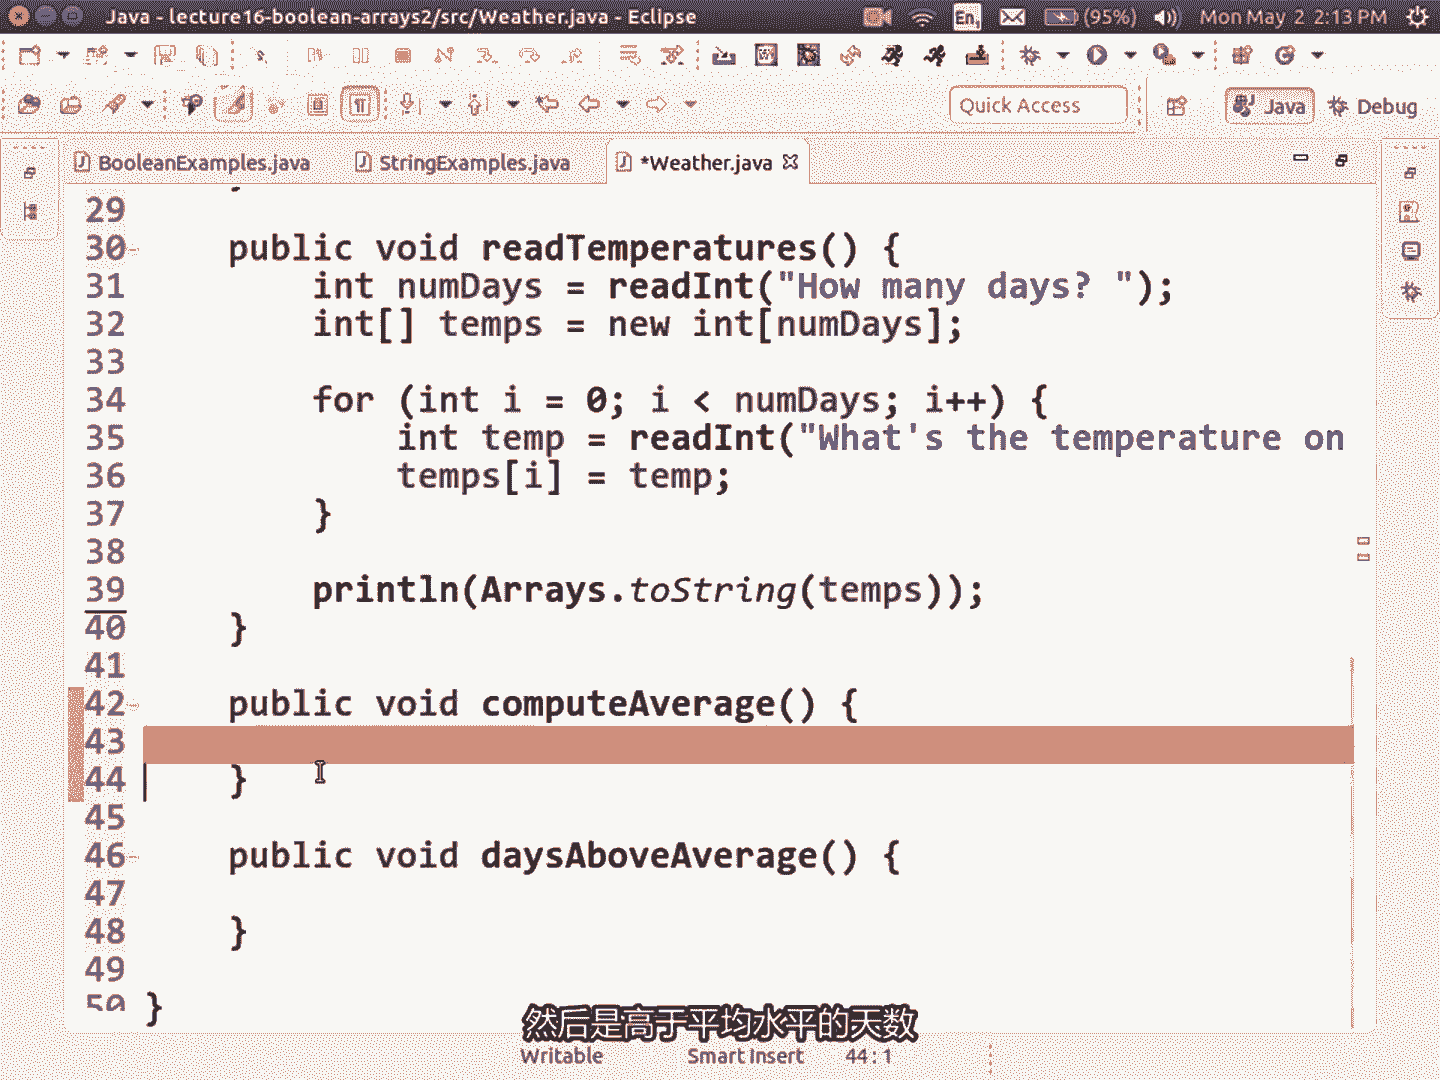 Java - lecture16-boolean-arrays2/src/Weather.java - Eclipse
En
(95%)
Mon May 2 2:13 PM
Quick Access
Java
Debug
BooleanExamples.java
StringExamples.java
*Weather.java
29
30 public void readTemperatures() {
31 int numDays = readInt("How many days? ");
32 int[] temps = new int[numDays];
33
34 for (int i = 0; i < numDays; i++) {
35 int temp = readInt("What's the temperature on
36 temps[i] = temp;
37 }
38
39 println(Arrays.toString(temps));
40 }
41
42 public void computeAverage() {
43
44 }
45
46 public void daysAboveAverage() {
47
48 }
49
50 }
然后是高于平均水平的天数
Writable
Smart Insert
44 : 1